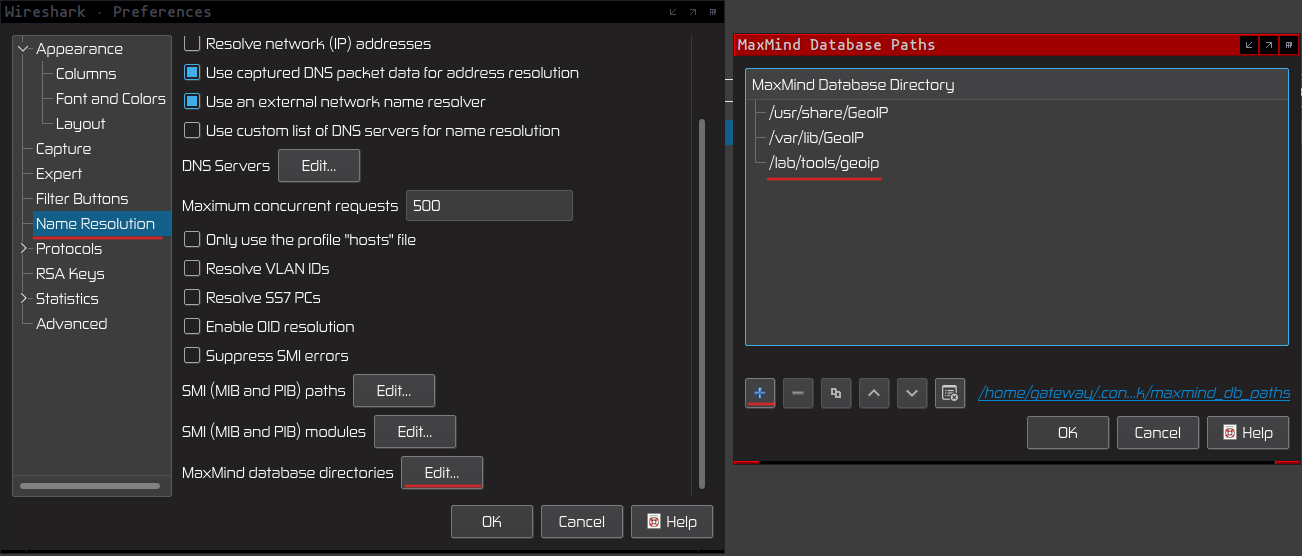 Wireshark · Preferences
Appearance
Columns
Font and Colors
Layout
Capture
Expert
Filter Buttons
Name Resolution
Protocols
RSA Keys
Statistics
Advanced
Resolve network (IP) addresses
Use captured DNS packet data for address resolution
Use an external network name resolver
Use custom list of DNS servers for name resolution
DNS Servers Edit...
Maximum concurrent requests 500
Only use the profile "hosts" file
Resolve VLAN IDs
Resolve SS7 PCs
Enable OID resolution
Suppress SMI errors
SMI (MIB and PIB) paths Edit...
SMI (MIB and PIB) modules Edit...
MaxMind database directories Edit...
OK Cancel Help
MaxMind Database Paths
MaxMind Database Directory
/usr/share/GeoIP
/var/lib/GeoIP
/lab/tools/geoip
/home/gateway/.con...k/maxmind_db_paths
OK Cancel Help